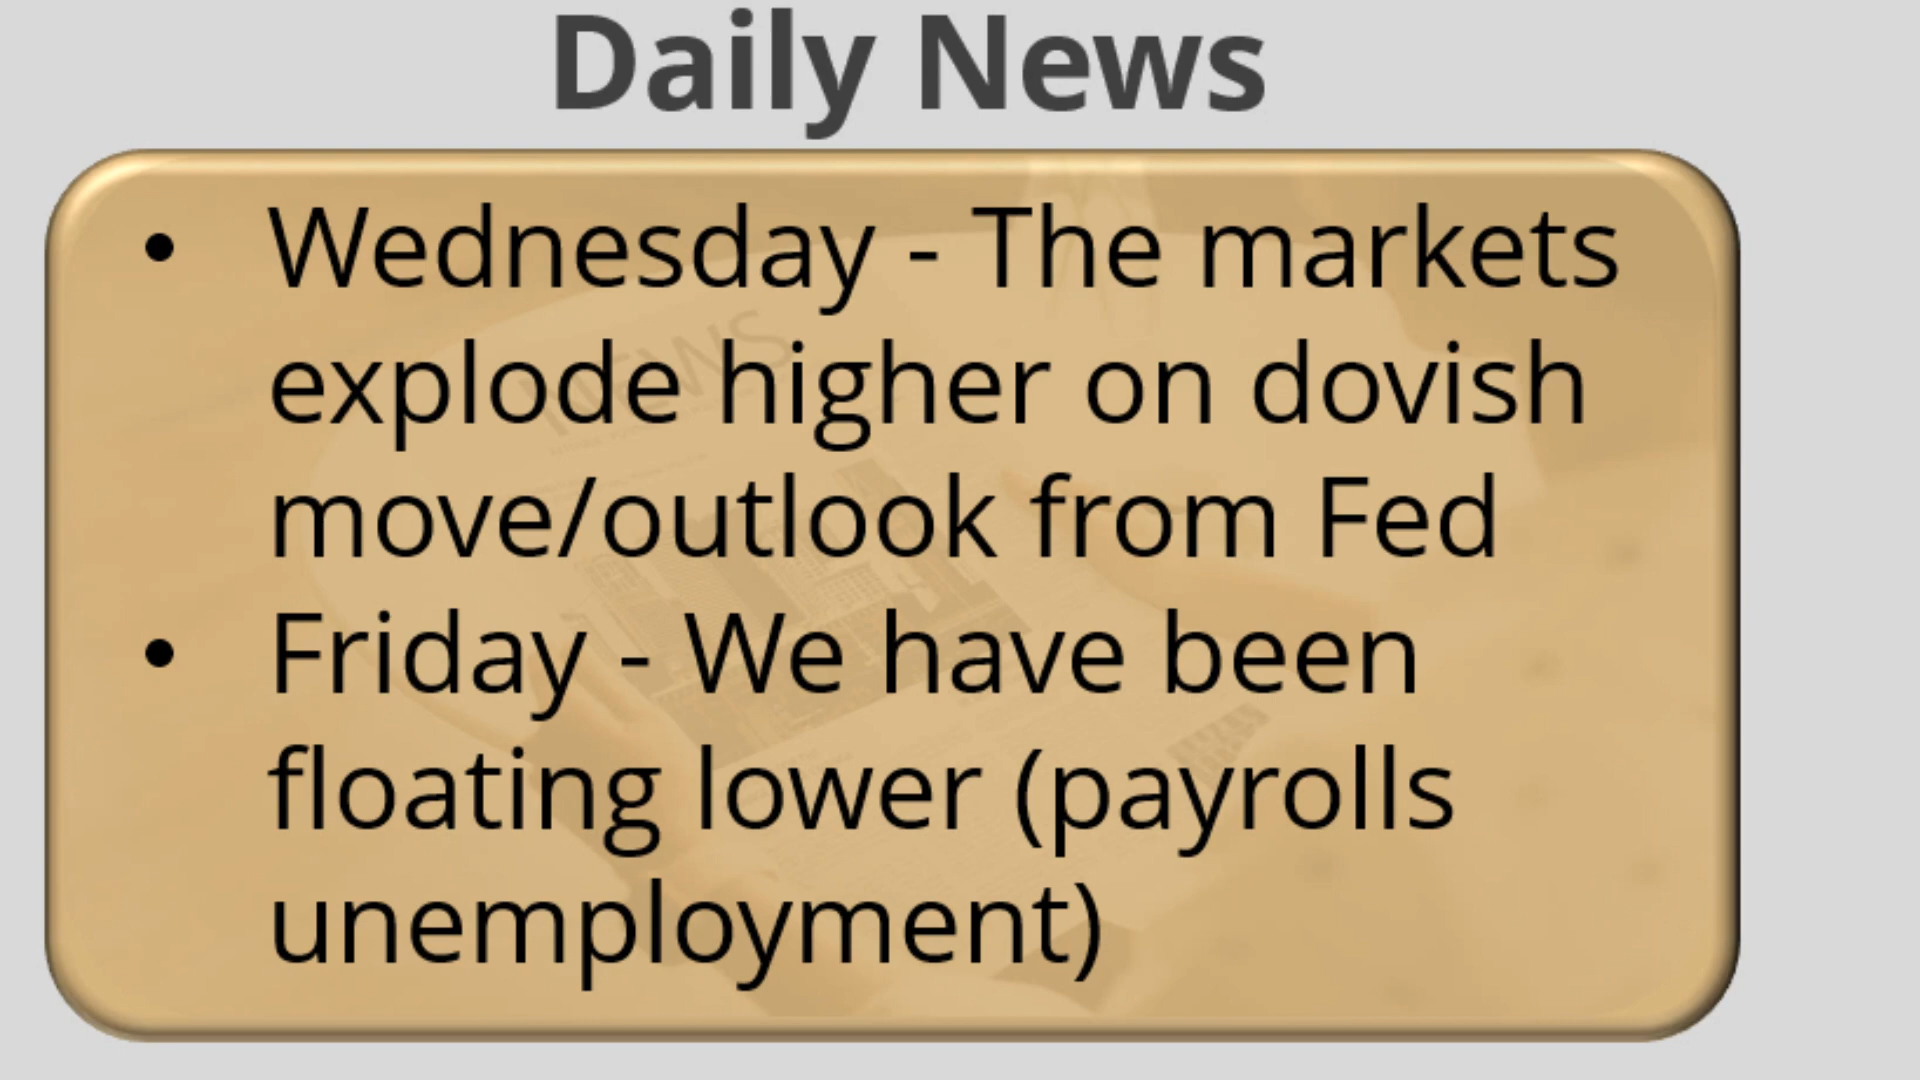 Daily News
• Wednesday - The markets
explode higher on dovish
move/outlook from Fed
• Friday - We have been
floating lower (payrolls
unemployment)
NEWS